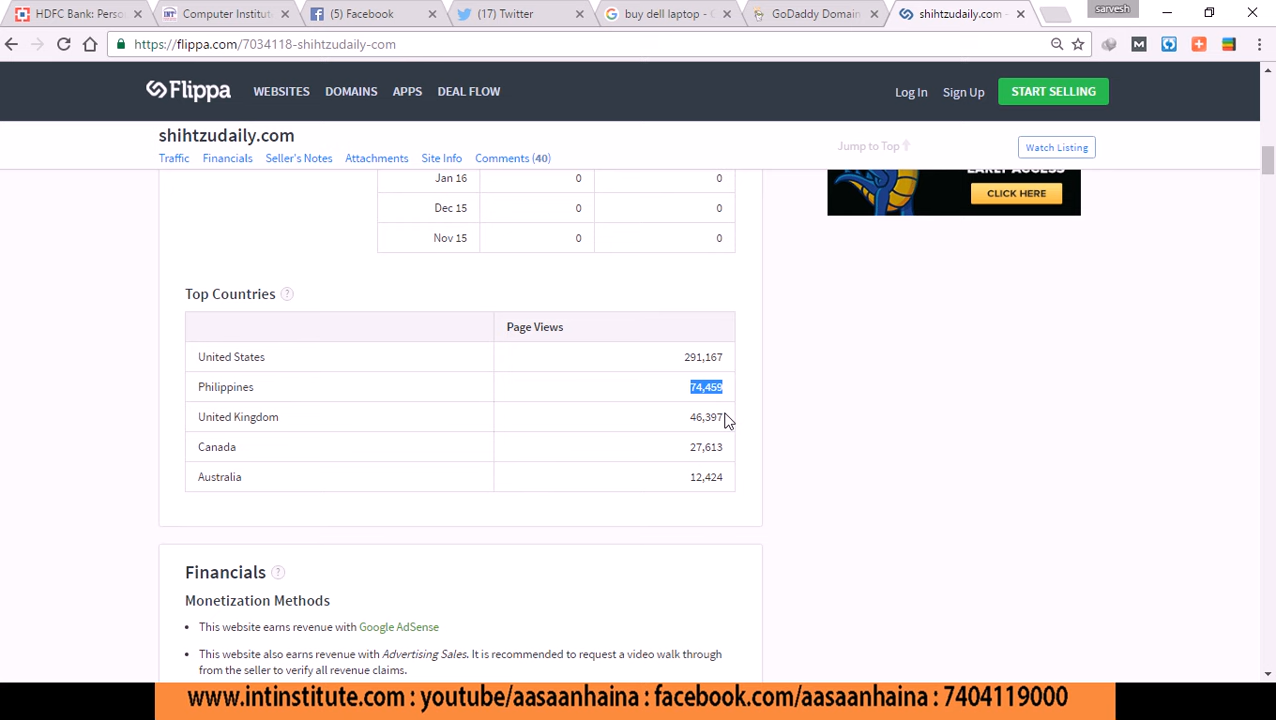 HDFC Bank: Perso
Computer Institut
(5) Facebook
(17) Twitter
buy dell laptop - G
GoDaddy Domain
shihtzudaily.com -
sarvesh
https://flippa.com/7034118-shihtzudaily-com
Flippa WEBSITES DOMAINS APPS DEAL FLOW Log In Sign Up START SELLING
shihtzudaily.com
Jump to Top
Watch Listing
Traffic Financials Seller's Notes Attachments Site Info Comments (40)
CLICK HERE
Jan 16 0 0
Dec 15 0 0
Nov 15 0 0
Top Countries ?
Page Views
United States 291,167
Philippines 74,459
United Kingdom 46,397
Canada 27,613
Australia 12,424
Financials ?
Monetization Methods
This website earns revenue with Google AdSense
This website also earns revenue with Advertising Sales. It is recommended to request a video walk through
from the seller to verify all revenue claims.
www.intinstitute.com : youtube/aasaanhaina : facebook.com/aasaanhaina : 7404119000